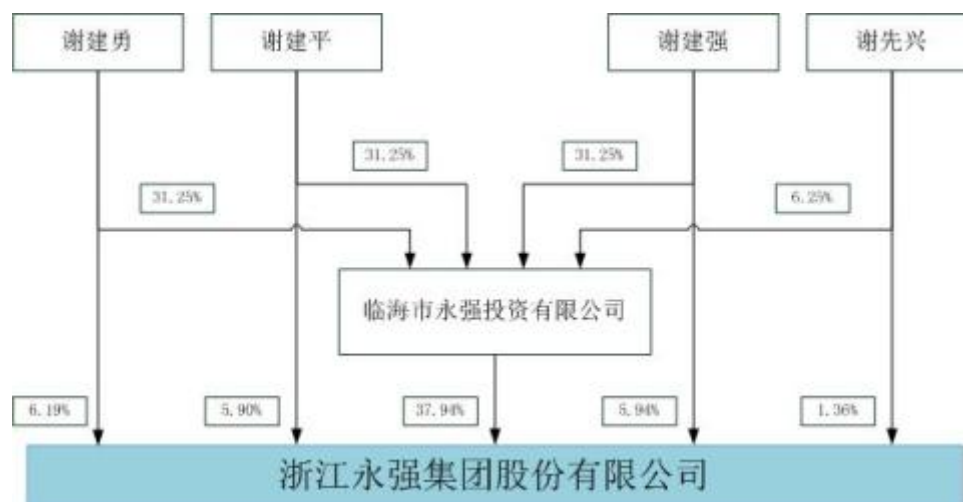 谢建勇
谢建平
谢建强
谢先兴
31.25%
31.25%
31.25%
6.25%
临海市永强投资有限公司
6.19%
5.90%
37.94%
5.94%
1.36%
浙江永强集团股份有限公司